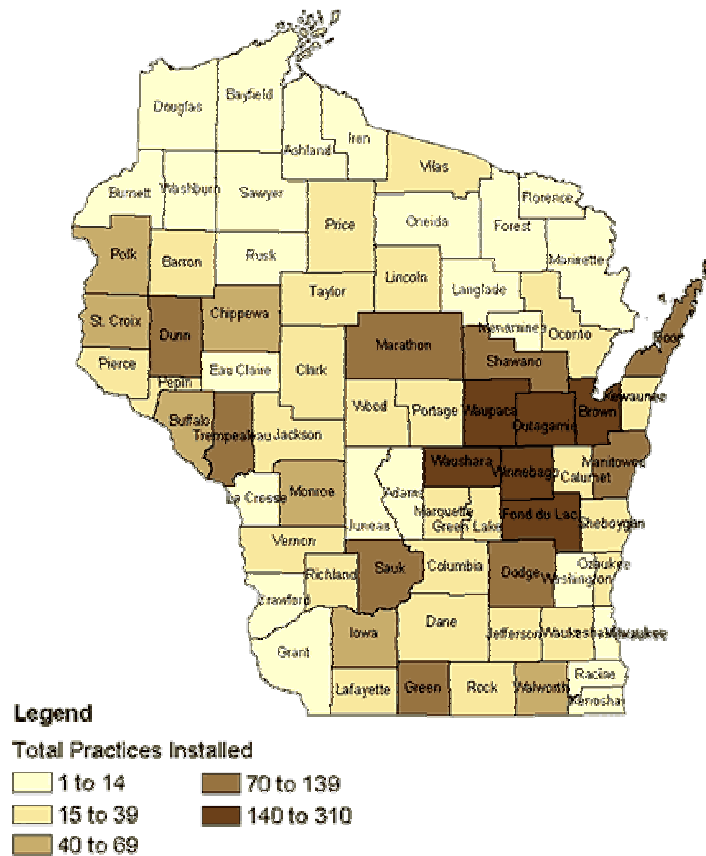 Douglas
Bayfield
Ashland
Iron
Vilas
Burnett
Washburn
Sawyer
Price
Oneida
Forest
Florence
Marinette
Polk
Barron
Rusk
Lincoln
Langlade
Taylor
St. Croix
Dunn
Chippewa
Marathon
Menominee
Oconto
Door
Shawano
Pierce
Pepin
Eau Claire
Clark
Wood
Portage
Waupaca
Outagamie
Brown
Kewaunee
Buffalo
Trempealeau
Jackson
Waushara
Winnebago
Calumet
Manitowoc
La Crosse
Monroe
Juneau
Adams
Marquette
Green Lake
Fond du Lac
Sheboygan
Vernon
Richland
Sauk
Columbia
Dodge
Washington
Ozaukee
Crawford
Iowa
Dane
Jefferson
Waukesha
Milwaukee
Grant
Lafayette
Green
Rock
Walworth
Racine
Kenosha
Legend
Total Practices Installed
1 to 14
15 to 39
40 to 69
70 to 139
140 to 310